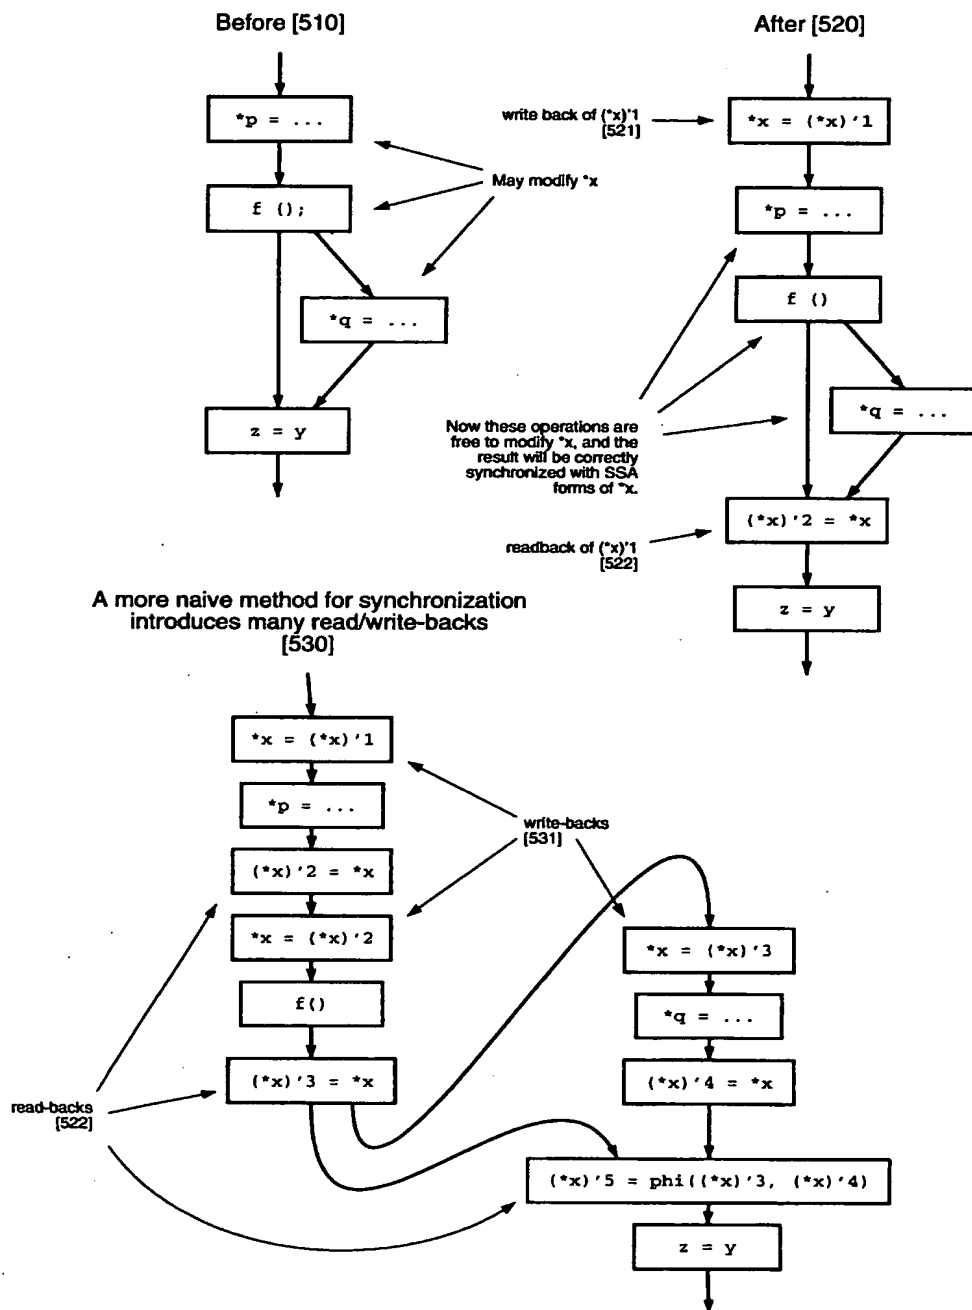 Before [510]
*p = ...
f ();
May modify *x
*q = ...
z = y
After [520]
write back of (*x)'1
[521]
*x = (*x)'1
*p = ...
f ()
*q = ...
Now these operations are
free to modify *x, and the
result will be correctly
synchronized with SSA
forms of *x.
(*x)'2 = *x
readback of (*x)'1
[522]
z = y
A more naive method for synchronization
introduces many read/write-backs
[530]
*x = (*x)'1
*p = ...
write-backs
[531]
(*x)'2 = *x
*x = (*x)'2
f()
(*x)'3 = *x
read-backs
[522]
*x = (*x)'3
*q = ...
(*x)'4 = *x
(*x)'5 = phi((*x)'3, (*x)'4)
z = y